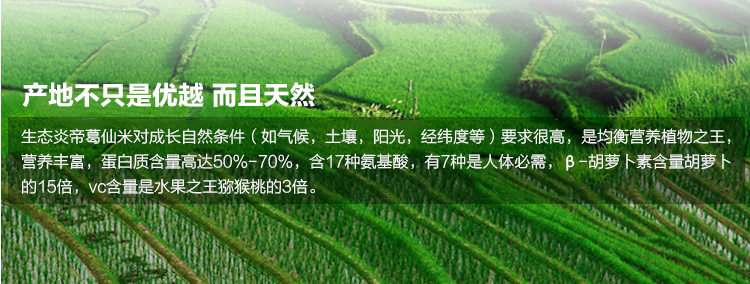 产地不只是优越 而且天然
生态炎帝葛仙米对成长自然条件（如气候，土壤，阳光，经纬度等）要求很高，是均衡营养植物之王，
营养丰富，蛋白质含量高达50%-70%，含17种氨基酸，有7种是人体必需，β-胡萝卜素含量胡萝卜
的15倍，vc含量是水果之王猕猴桃的3倍。